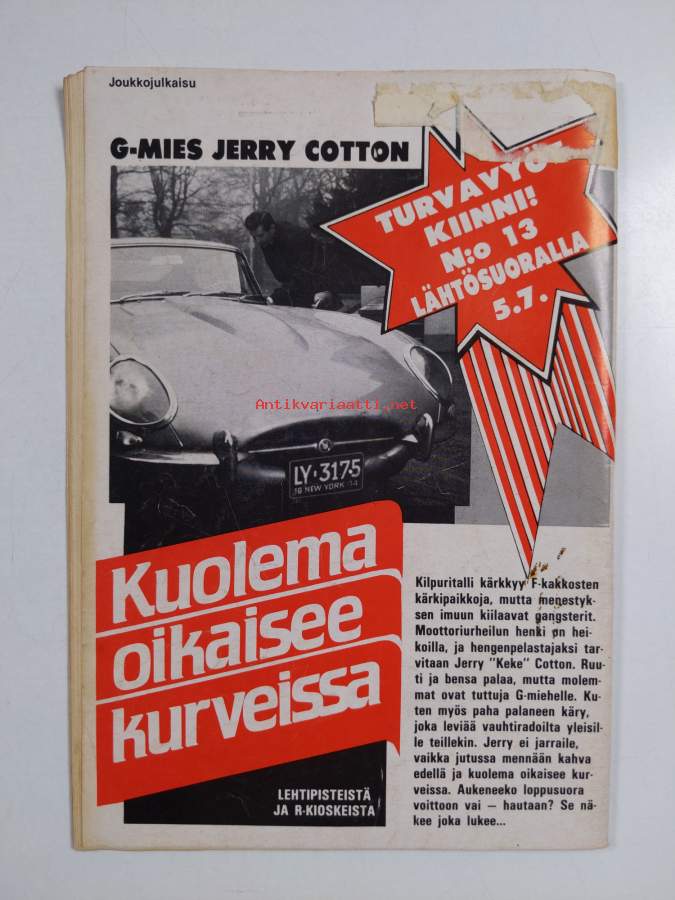 Joukkojulkaisu
G-MIES JERRY COTTON
TURVAVYÖT
KIINNI!
N:o 13
LÄHTÖSUORALLA
5.7.
Antikvariaatti.net
LY·3175
16 NEW YORK 14
Kuolema
oikaisee
kurveissa
LEHTIPISTEISTÄ
JA R-KIOSKEISTA
Kilpuritalli kärkkyy F-kakkosten
kärkipaikkoja, mutta menestyk-
sen imuun kiilaavat gangsterit.
Moottoriurheilun henki on hei-
koilla, ja hengenpelastajaksi tar-
vitaan Jerry "Keke" Cotton. Ruu-
ti ja bensa palaa, mutta molem-
mat ovat tuttuja G-miehelle. Ku-
ten myös paha palaneen käry,
joka leviää vauhtiradoilta yleisil-
le teillekin. Jerry ei jarraile,
vaikka jutussa mennään kahva
edellä ja kuolema oikaisee kur-
veissa. Aukeneeko loppusuora
voittoon vai — hautaan? Se nä-
kee joka lukee...